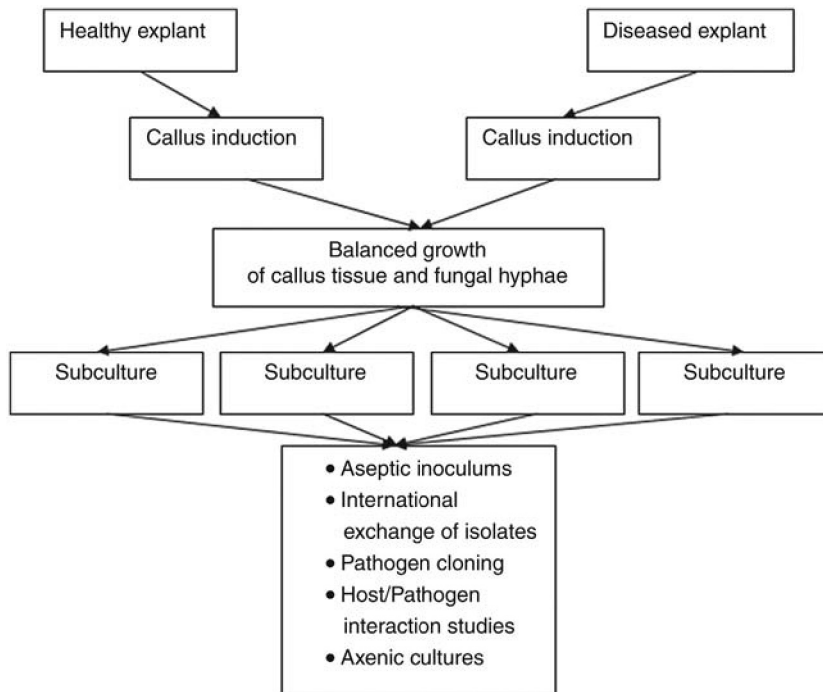 Healthy explant
Diseased explant
Callus induction
Callus induction
Balanced growth
of callus tissue and fungal hyphae
Subculture
Subculture
Subculture
Subculture
• Aseptic inoculums
• International
exchange of isolates
• Pathogen cloning
• Host/Pathogen
interaction studies
• Axenic cultures